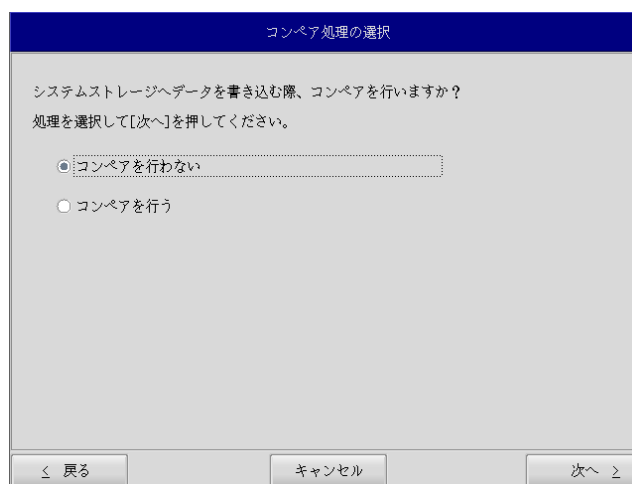 コンペア処理の選択
システムストレージへデータを書き込む際、コンペアを行いますか？
処理を選択して[次へ]を押してください。
コンペアを行わない
コンペアを行う
< 戻る
キャンセル
次へ >